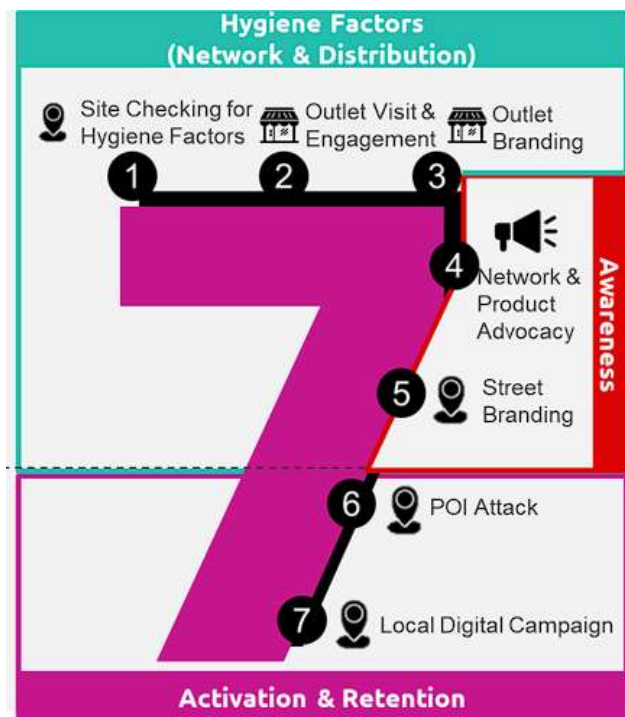 Hygiene Factors
(Network & Distribution)
Site Checking for
Hygiene Factors
Outlet Visit &
Engagement
Outlet
Branding
1
2
3
4
Network &
Product
Advocacy
Awareness
5
Street
Branding
6
POI Attack
7
Local Digital Campaign
Activation & Retention